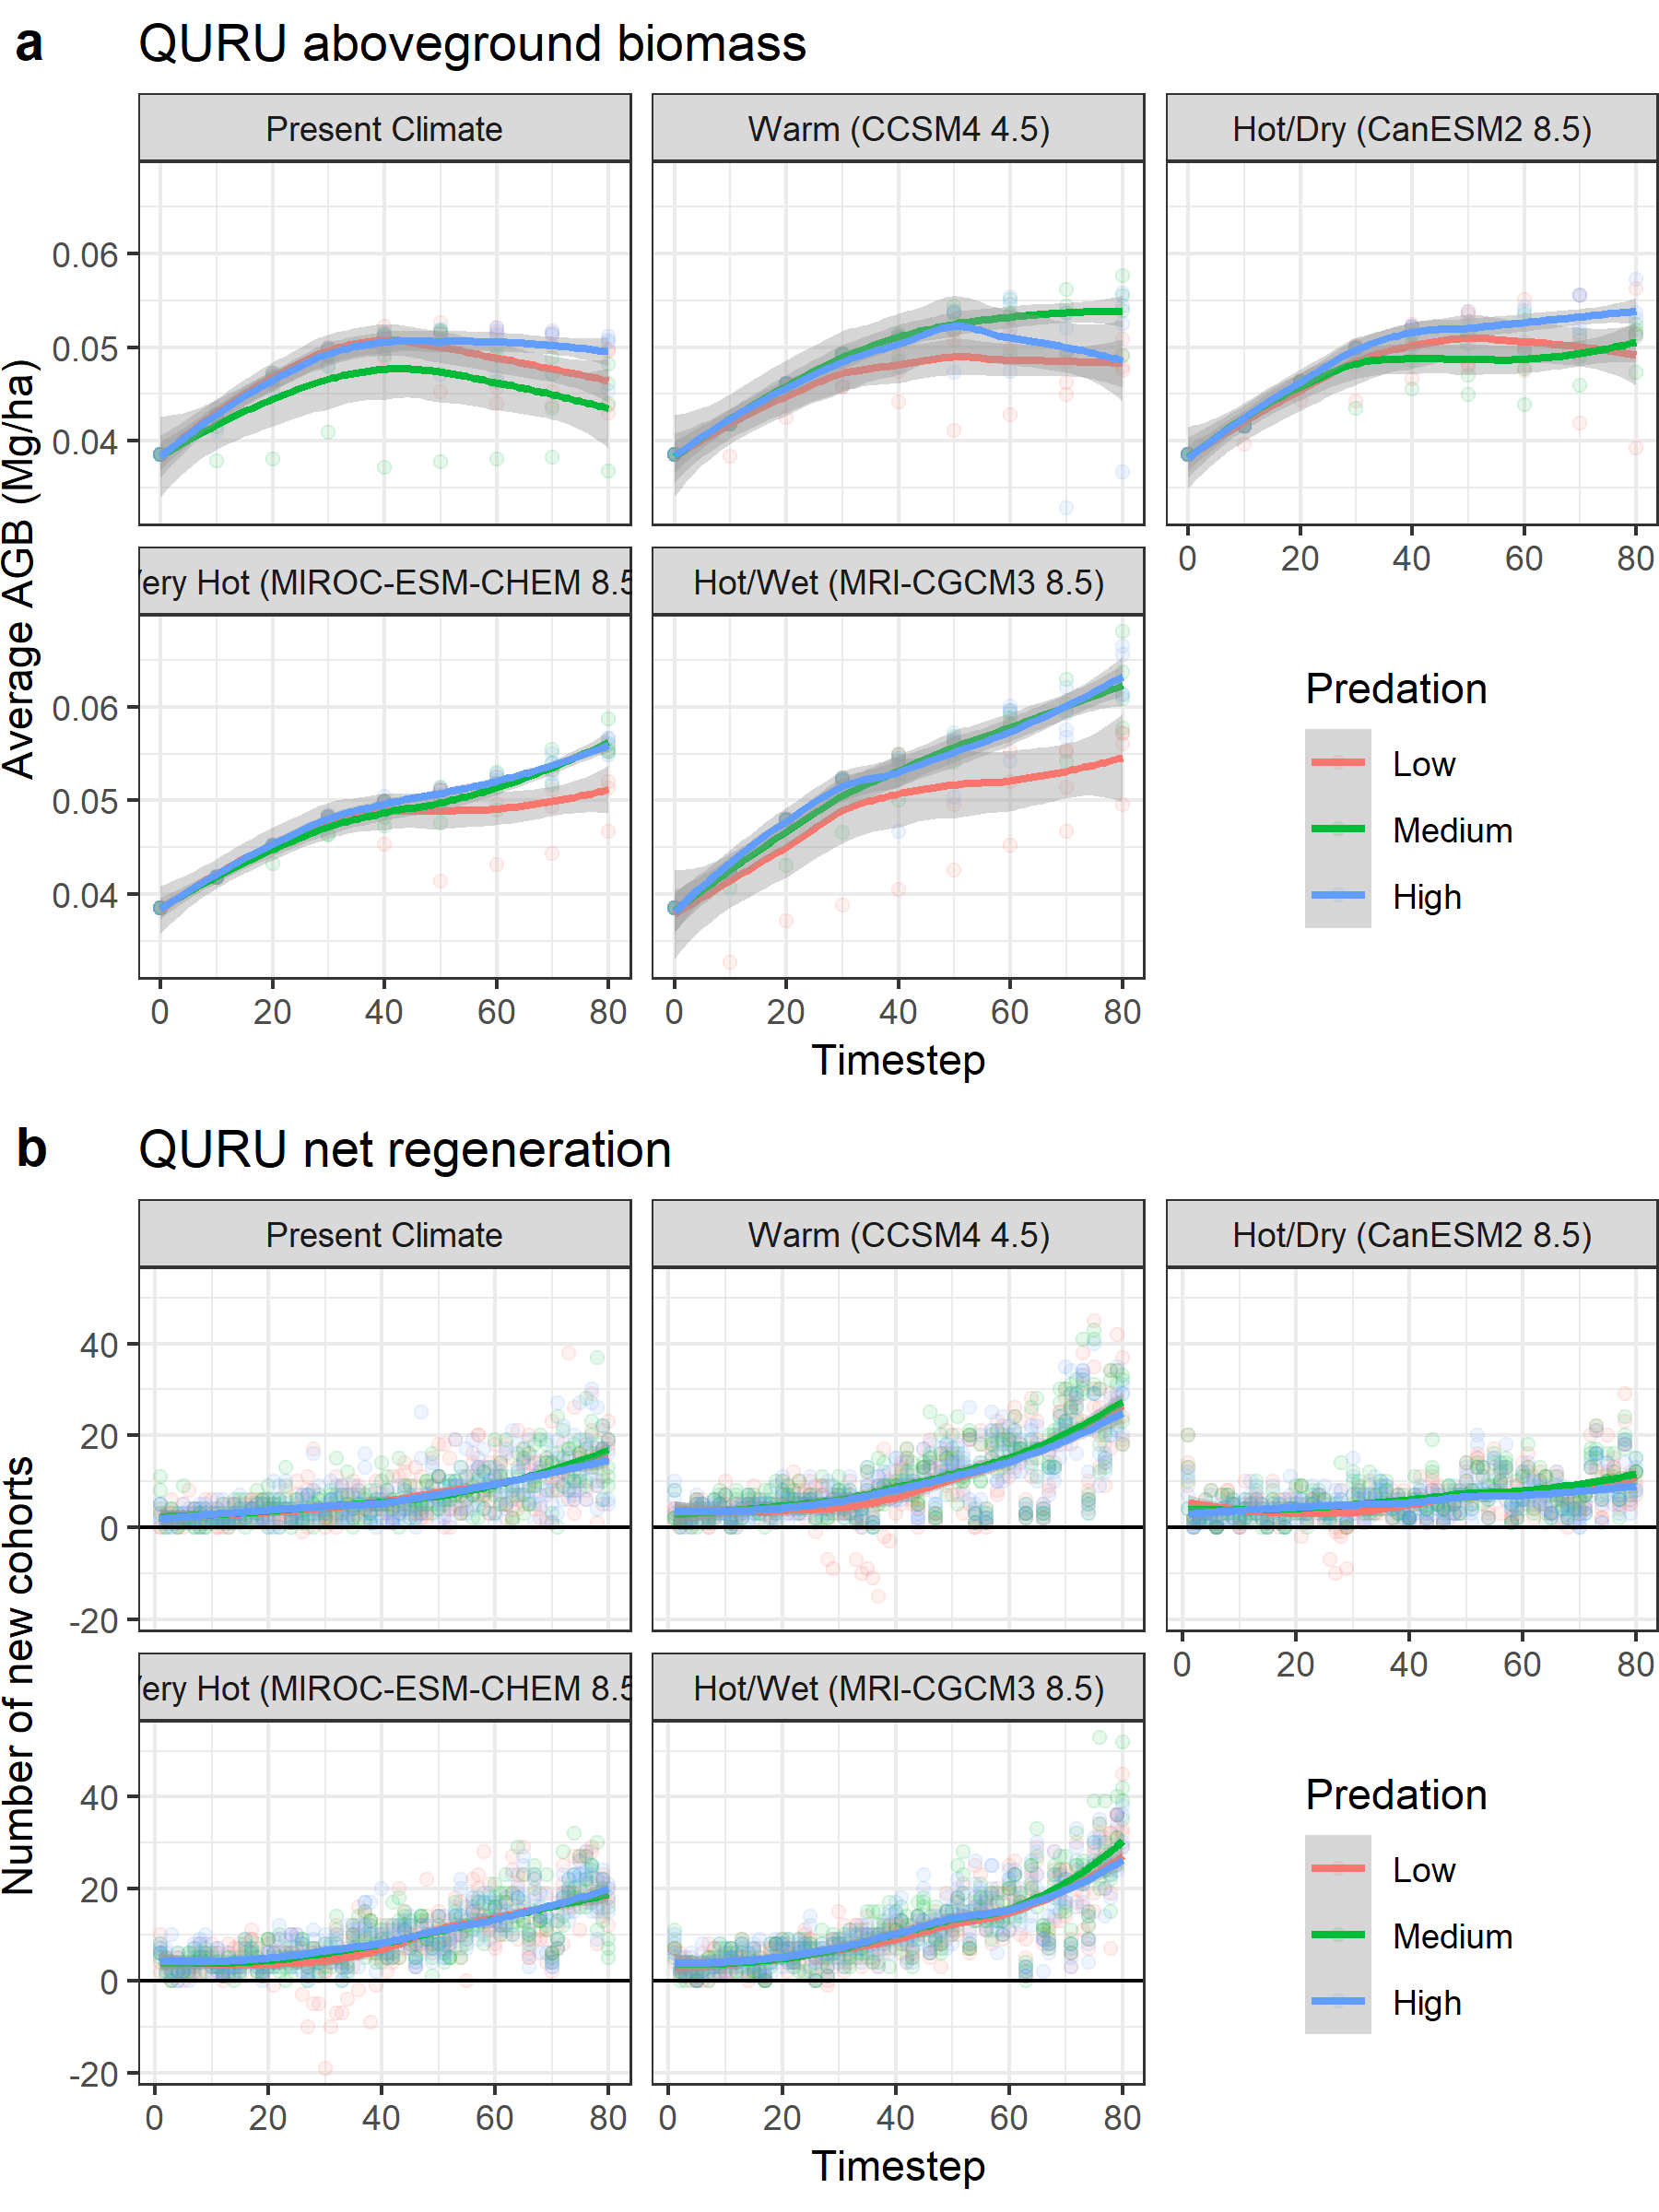 a QURU aboveground biomass
Present Climate
Warm (CCSM4 4.5)
Hot/Dry (CanESM2 8.5)
0.06
0.05
0.04
0 20 40 60 80
Average AGB (Mg/ha)
ery Hot (MIROC-ESM-CHEM 8.5
Hot/Wet (MRI-CGCM3 8.5)
0.06
0.05
0.04
0 20 40 60 80
0 20 40 60 80
Timestep
Predation
Low
Medium
High
b QURU net regeneration
Present Climate
Warm (CCSM4 4.5)
Hot/Dry (CanESM2 8.5)
40
20
0
-20
0 20 40 60 80
Number of new cohorts
ery Hot (MIROC-ESM-CHEM 8.5
Hot/Wet (MRI-CGCM3 8.5)
40
20
0
-20
0 20 40 60 80
0 20 40 60 80
Timestep
Predation
Low
Medium
High